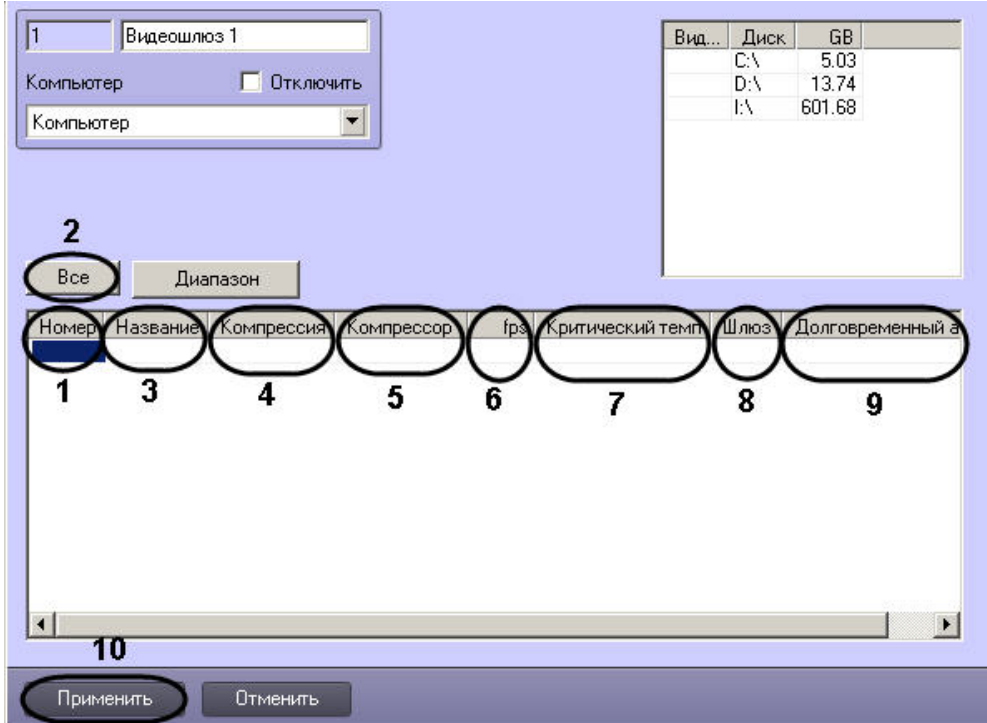 1 Видеошлюз 1
Компьютер Отключить
Компьютер
Вид... Диск GB
C:\ 5.03
D:\ 13.74
I:\ 601.68
2
Все Диапазон
Номер Название Компрессия Компрессор fps Критический темп Шлюз Долговременный а
1 3 4 5 6 7 8 9
10
Применить Отменить